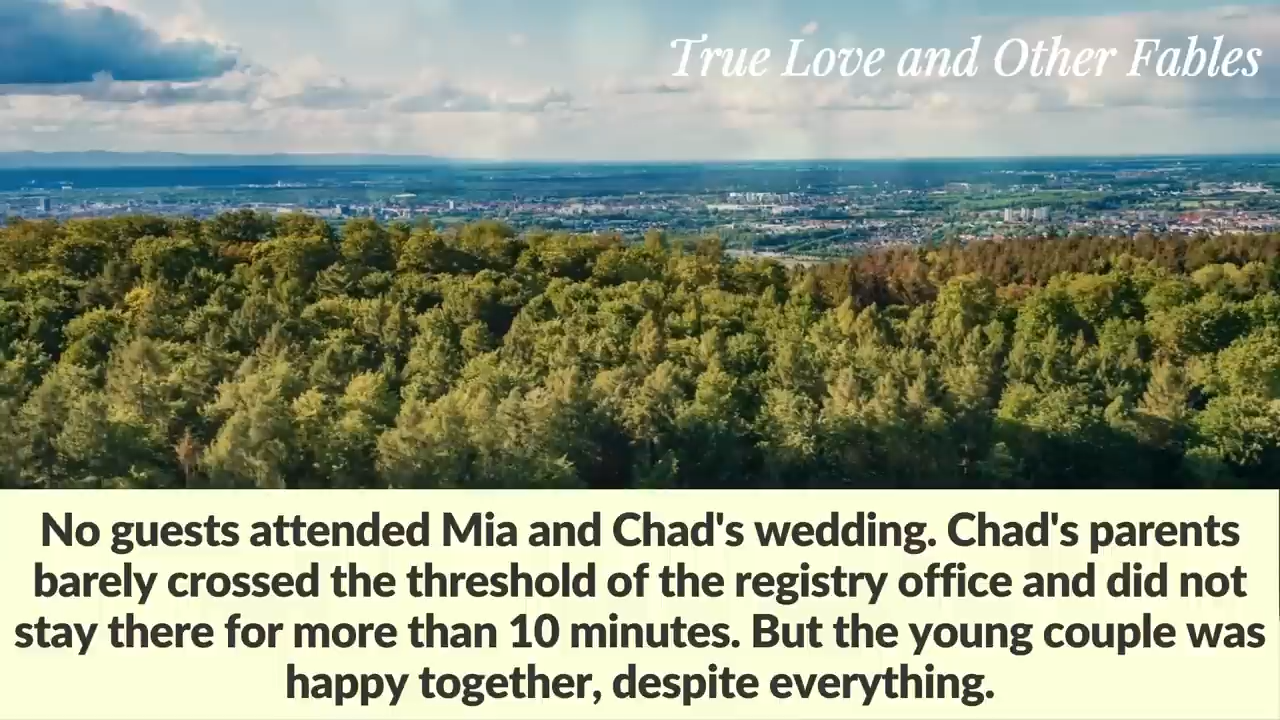 True Love and Other Fables
No guests attended Mia and Chad's wedding. Chad's parents
barely crossed the threshold of the registry office and did not
stay there for more than 10 minutes. But the young couple was
happy together, despite everything.